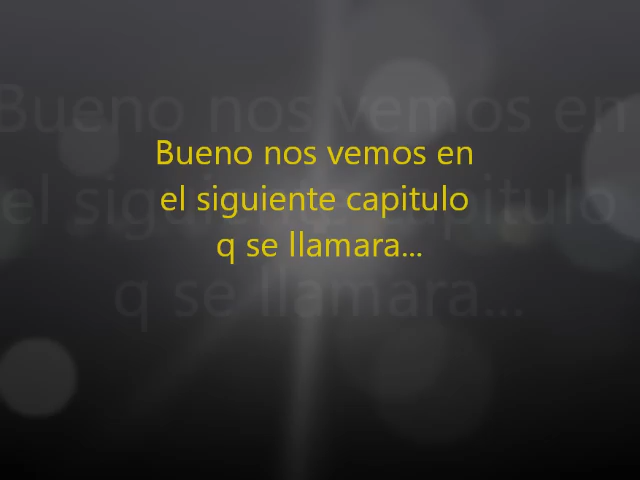 Bueno nos vemos en
el siguiente capitulo
q se llamara...